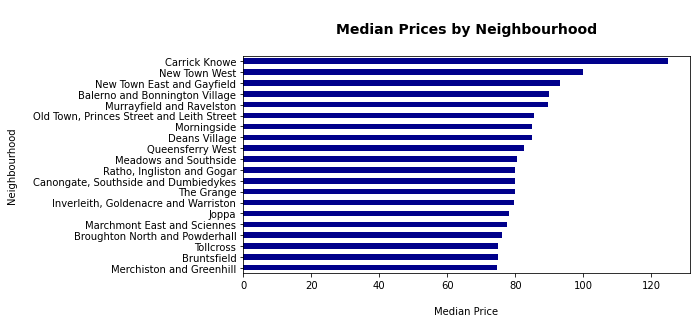 Median Prices by Neighbourhood
Carrick Knowe
New Town West
New Town East and Gayfield
Balerno and Bonnington Village
Murrayfield and Ravelston
Old Town, Princes Street and Leith Street
Morningside
Deans Village
Queensferry West
Meadows and Southside
Ratho, Ingliston and Gogar
Canongate, Southside and Dumbiedykes
The Grange
Inverleith, Goldenacre and Warriston
Joppa
Marchmont East and Sciennes
Broughton North and Powderhall
Tollcross
Bruntsfield
Merchiston and Greenhill
Neighbourhood
0 20 40 60 80 100 120
Median Price